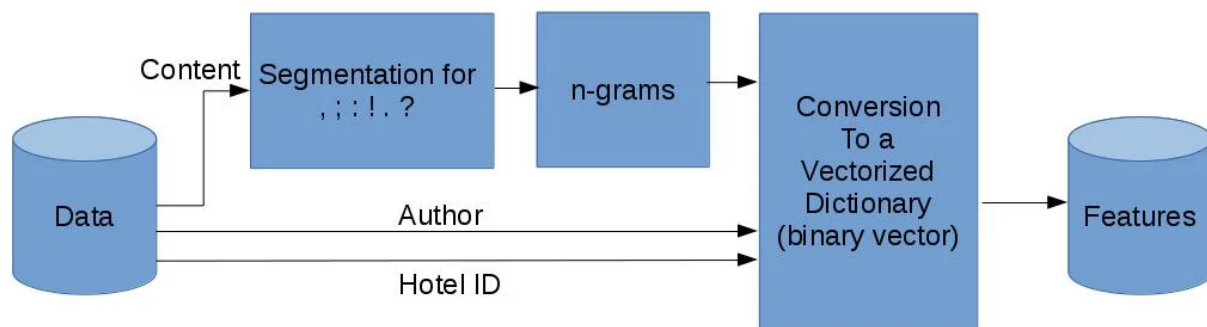 Content
Segmentation for
, ; : ! . ?
n-grams
Conversion
To a
Vectorized
Dictionary
(binary vector)
Data
Author
Hotel ID
Features